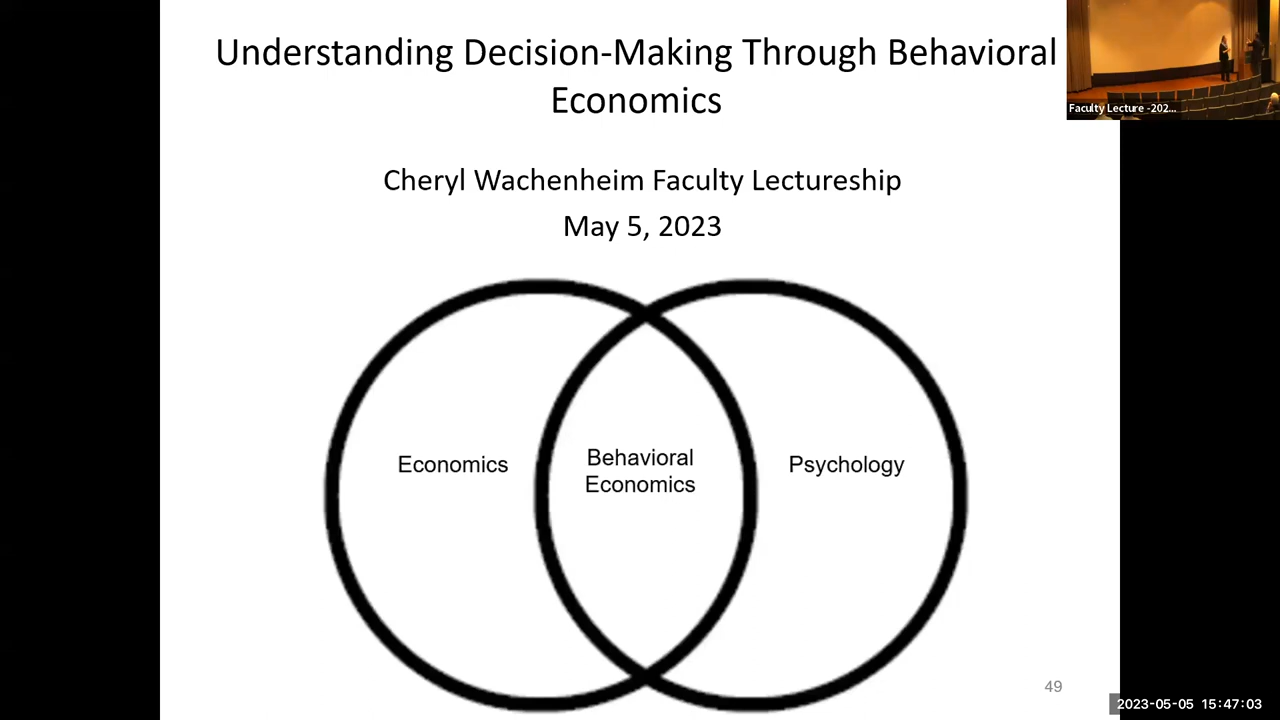 Understanding Decision-Making Through Behavioral
Economics
Faculty Lecture -202...
Cheryl Wachenheim Faculty Lectureship
May 5, 2023
Economics
Behavioral
Economics
Psychology
49
2023-05-05 15:47:03